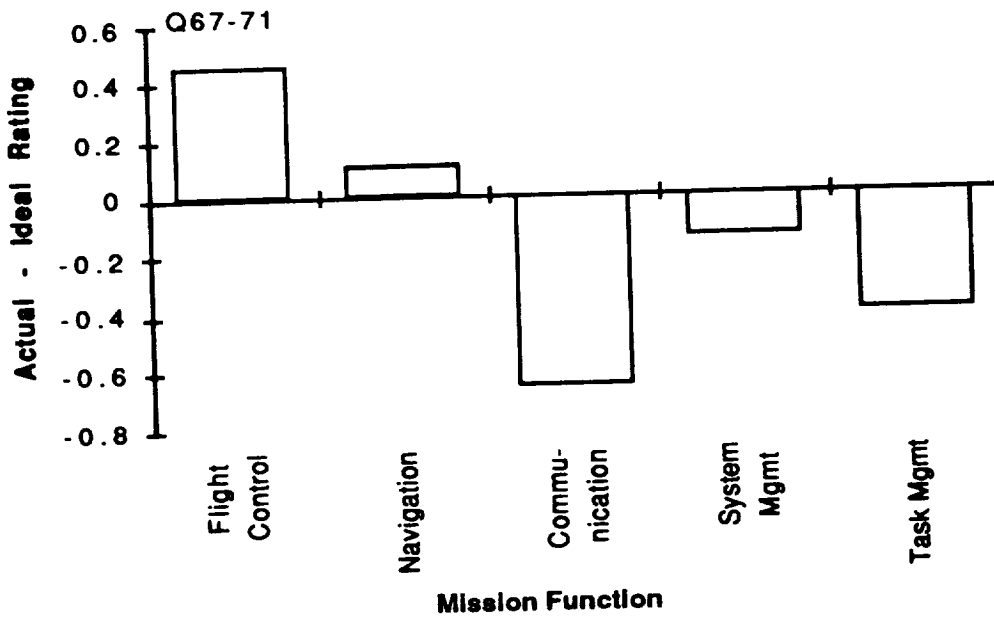 Q67-71
0.6
0.4
0.2
0
-0.2
-0.4
-0.6
-0.8
Actual - Ideal Rating
Flight
Control
Navigation
Commu-
nication
System
Mgmt
Task Mgmt
Mission Function